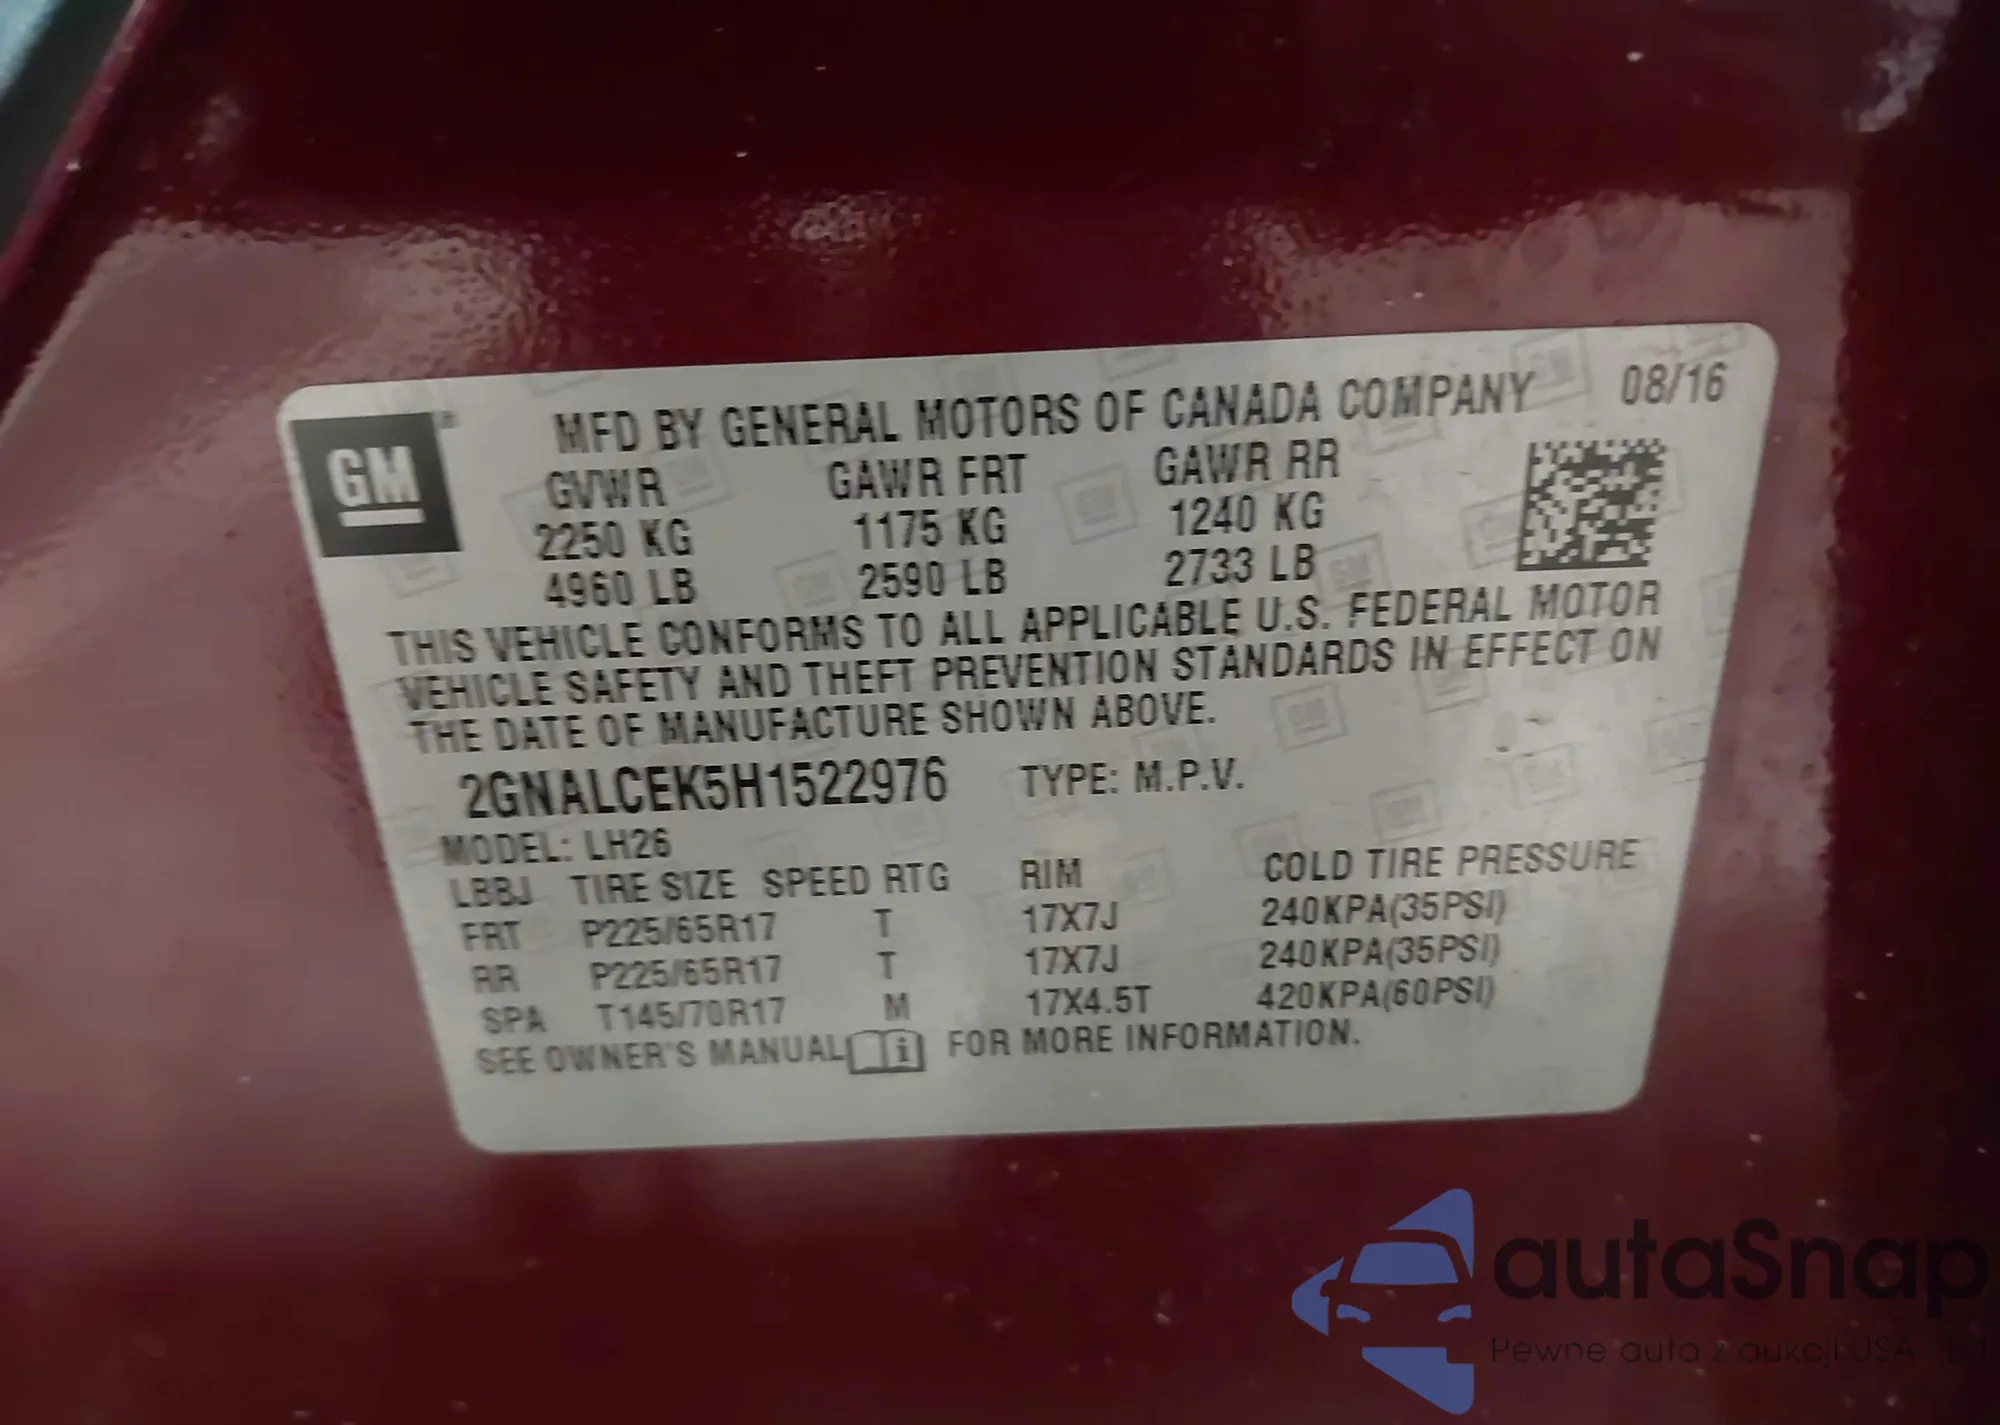 GM ®
MFD BY GENERAL MOTORS OF CANADA COMPANY 08/16
GVWR GAWR FRT GAWR RR
2250 KG 1175 KG 1240 KG
4960 LB 2590 LB 2733 LB
THIS VEHICLE CONFORMS TO ALL APPLICABLE U.S. FEDERAL MOTOR
VEHICLE SAFETY AND THEFT PREVENTION STANDARDS IN EFFECT ON
THE DATE OF MANUFACTURE SHOWN ABOVE.
2GNALCEK5H1522976 TYPE: M.P.V.
MODEL: LH26
LBBJ TIRE SIZE SPEED RTG RIM COLD TIRE PRESSURE
FRT P225/65R17 T 17X7J 240KPA(35PSI)
RR P225/65R17 T 17X7J 240KPA(35PSI)
SPA T145/70R17 M 17X4.5T 420KPA(60PSI)
SEE OWNER'S MANUAL i FOR MORE INFORMATION.
autaSnap
Pewne auta z aukcji USA